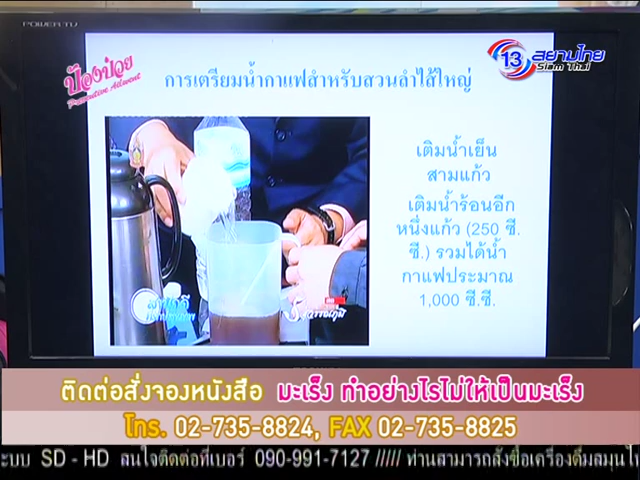 POWER TV
ป้องป่วย
13 สยามไทย
Siam Thai
การเตรียมน้ำกาแฟสำหรับสวนลำไส้ใหญ่
เติมน้ำเย็น
สามแก้ว
เติมน้ำร้อนอีก
หนึ่งแก้ว (250 ซี.
ซี.) รวมได้น้ำ
กาแฟประมาณ
1,000 ซี.ซี.
ติดต่อสั่งจองหนังสือ มะเร็ง ทำอย่างไรไม่ให้เป็นมะเร็ง
โทร. 02-735-8824, FAX 02-735-8825
ะบบ SD - HD สนใจติดต่อที่เบอร์ 090-991-7127 ///// ท่านสามารถสั่งซื้อเครื่องดื่มสมุนไ